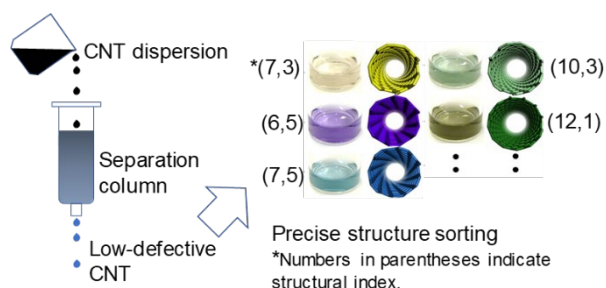 CNT dispersion
Separation
column
Low-defective
CNT
*(7,3)
(10,3)
(6,5)
(12,1)
(7,5)
Precise structure sorting
*Numbers in parentheses indicate
structural index.